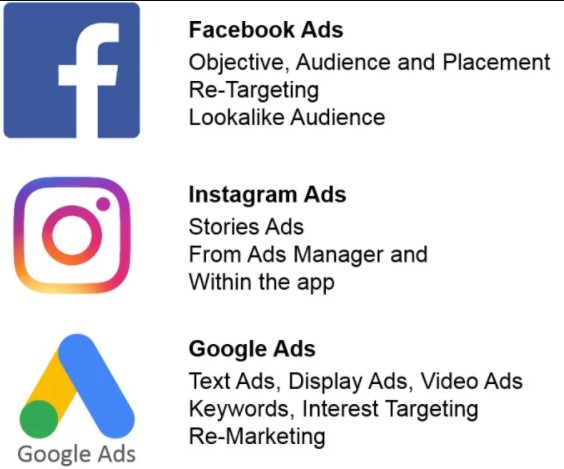 Facebook Ads
Objective, Audience and Placement
Re-Targeting
Lookalike Audience
Instagram Ads
Stories Ads
From Ads Manager and
Within the app
Google Ads
Text Ads, Display Ads, Video Ads
Keywords, Interest Targeting
Re-Marketing
Google Ads